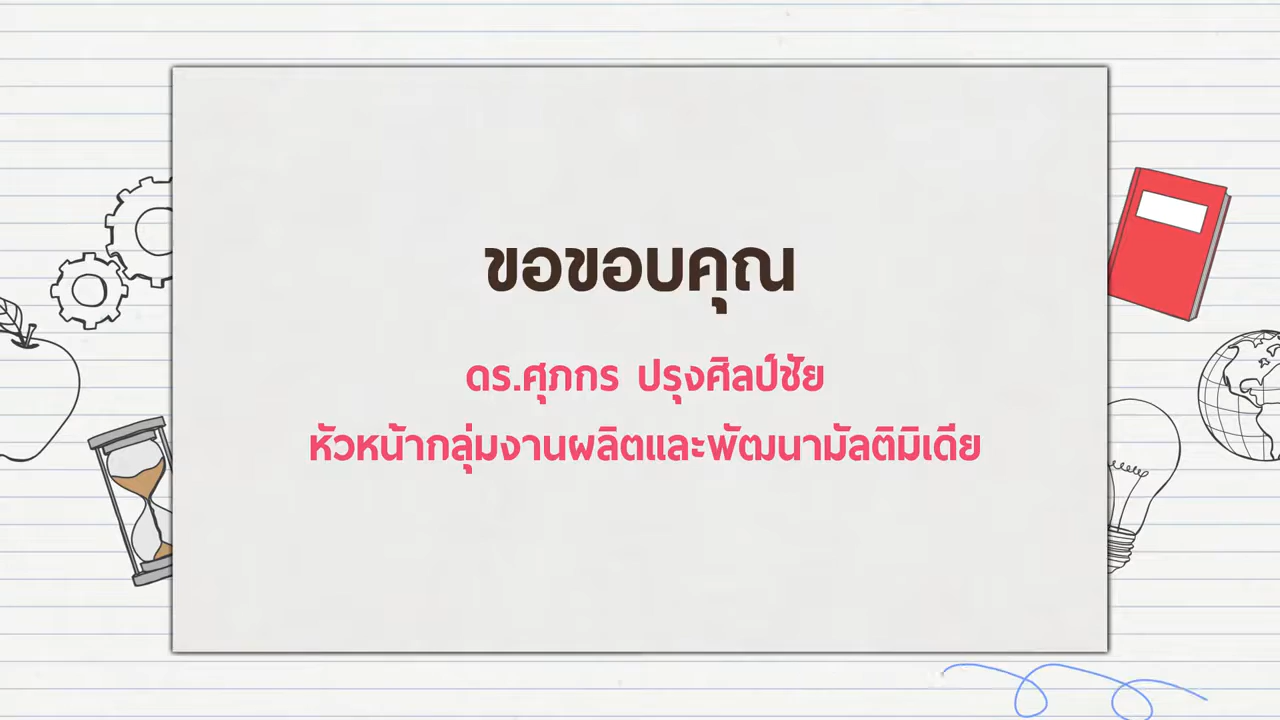 ขอขอบคุณ
ดร.ศุภกร ปรุงศิลป์ชัย
หัวหน้ากลุ่มงานผลิตและพัฒนามัลติมิเดีย